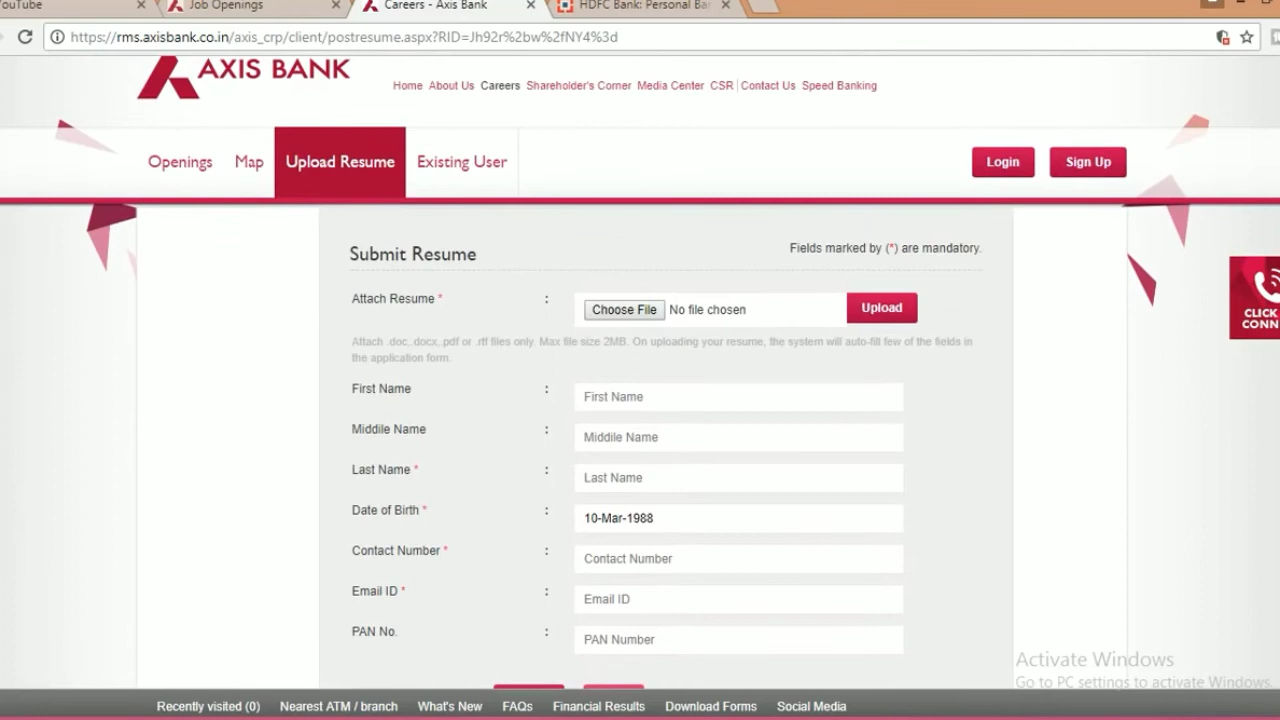 YouTube
Job Openings
Careers - Axis Bank
HDFC Bank: Personal Ba
https://rms.axisbank.co.in/axis_crp/client/postresume.aspx?RID=Jh92r%2bw%2fNY4%3d
AXIS BANK
Home About Us Careers Shareholder's Corner Media Center CSR Contact Us Speed Banking
Openings Map Upload Resume Existing User Login Sign Up
Submit Resume
Fields marked by (*) are mandatory.
Attach Resume * : Choose File No file chosen Upload
Attach .doc,.docx,.pdf or .rtf files only. Max file size 2MB. On uploading your resume, the system will auto-fill few of the fields in
the application form.
First Name : First Name
Middile Name : Middile Name
Last Name * : Last Name
Date of Birth * : 10-Mar-1988
Contact Number * : Contact Number
Email ID * : Email ID
PAN No. : PAN Number
CLICK
CONN
Activate Windows
Go to PC settings to activate Windows.
Recently visited (0) Nearest ATM / branch What's New FAQs Financial Results Download Forms Social Media